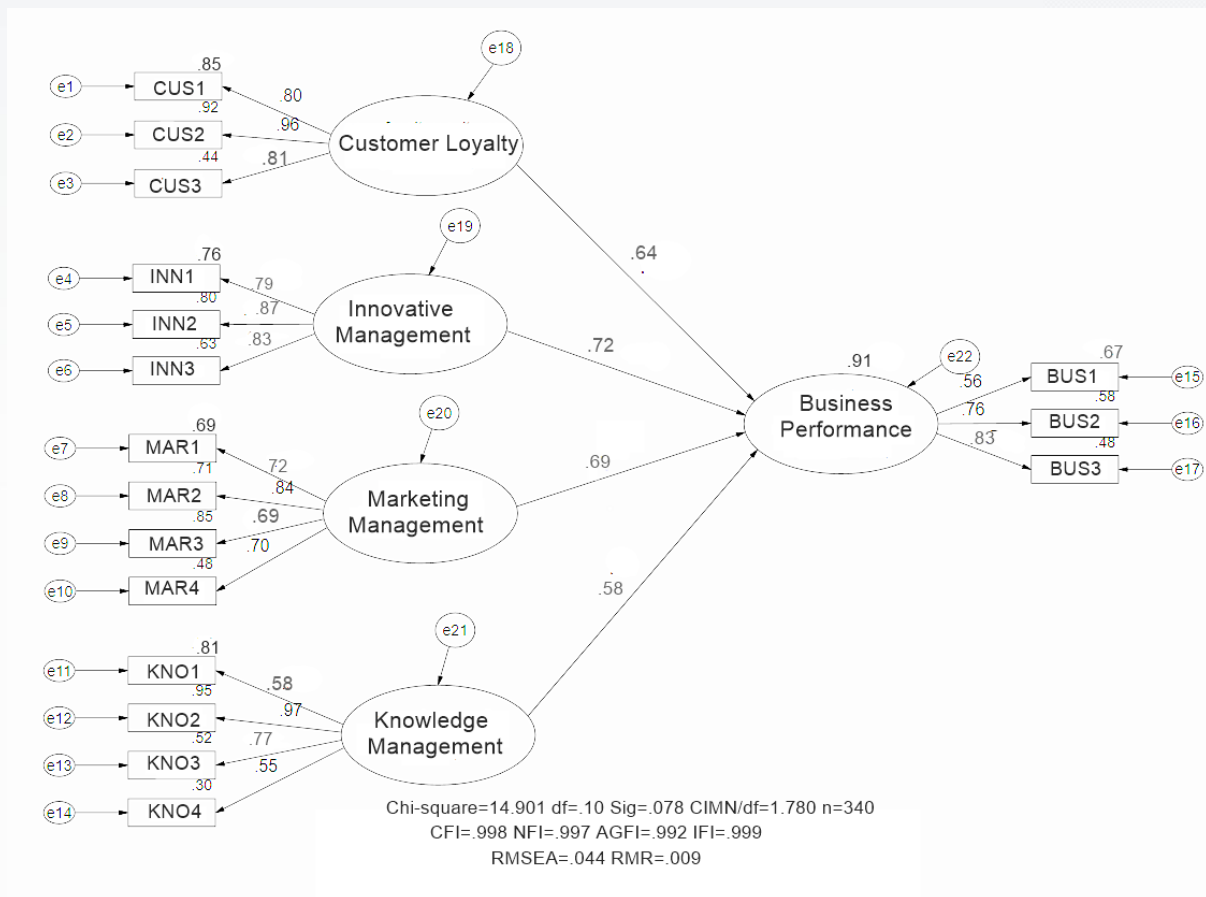 e18
.85
e1
CUS1
.80
.92
e2
CUS2
.96
Customer Loyalty
.44
.81
e3
CUS3
e19
.64
.76
e4
INN1
.79
.80
e5
INN2
.87
Innovative
Management
.72
.63
.83
e6
INN3
.91
e22
.67
.56
BUS1
e15
.58
Business
Performance
.76
BUS2
e16
.48
.83
BUS3
e17
e20
.69
e7
MAR1
.72
.69
.71
e8
MAR2
.84
Marketing
Management
.85
.69
e9
MAR3
.70
.48
e10
MAR4
.58
e21
.81
e11
KNO1
.58
.95
e12
KNO2
.97
Knowledge
Management
.52
.77
e13
KNO3
.55
.30
e14
KNO4
Chi-square=14.901 df=.10 Sig=.078 CIMN/df=1.780 n=340
CFI=.998 NFI=.997 AGFI=.992 IFI=.999
RMSEA=.044 RMR=.009